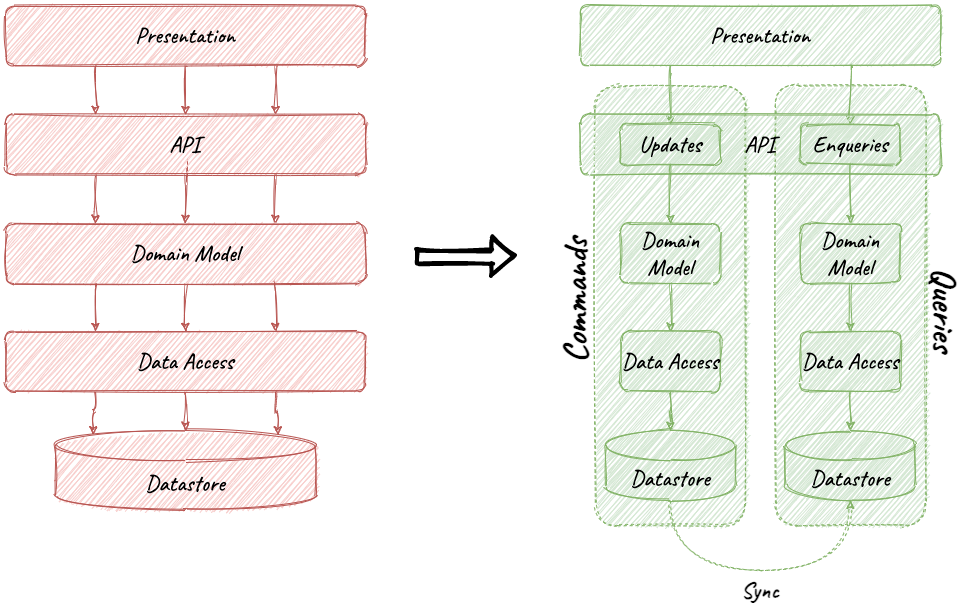 Presentation
API
Domain Model
Data Access
Datastore
Presentation
Updates
API
Enqueries
Commands
Domain
Model
Domain
Model
Queries
Data Access
Data Access
Datastore
Datastore
Sync